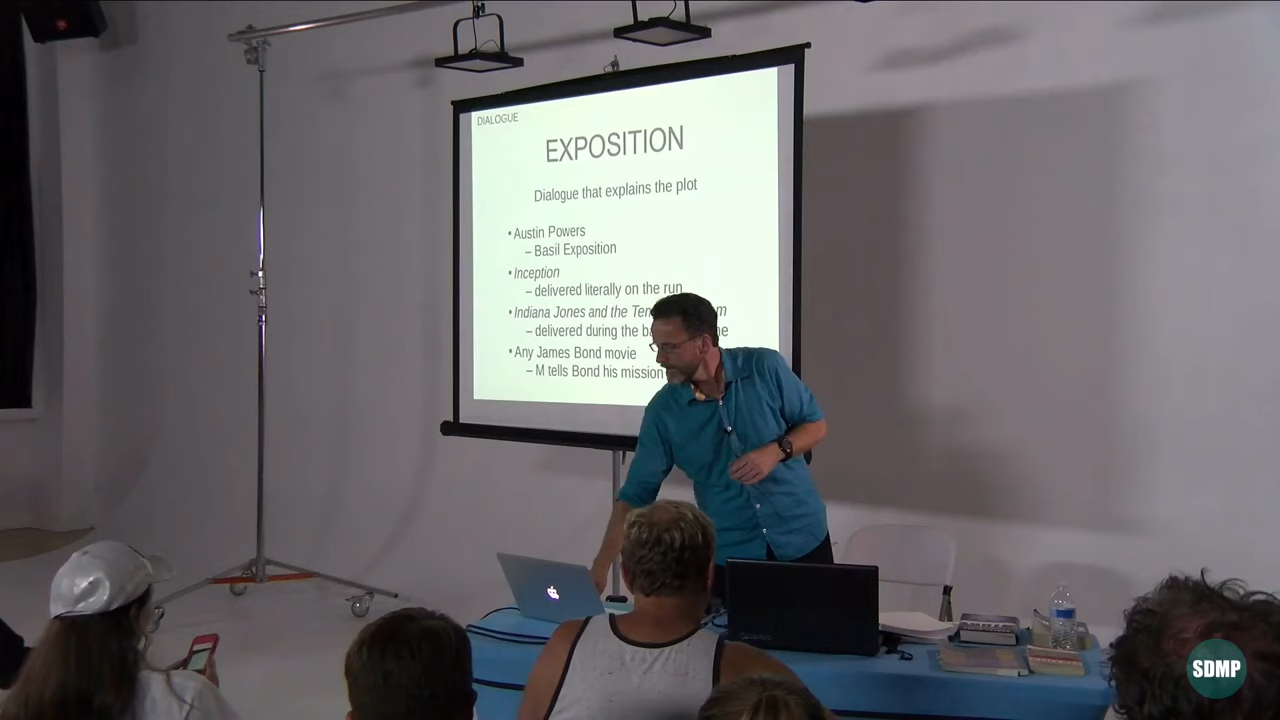 DIALOGUE
EXPOSITION
Dialogue that explains the plot
• Austin Powers
– Basil Exposition
• Inception
– delivered literally on the run
• Indiana Jones and the
– delivered during the
• Any James Bond movie
– M tells Bond his mission
SDMP